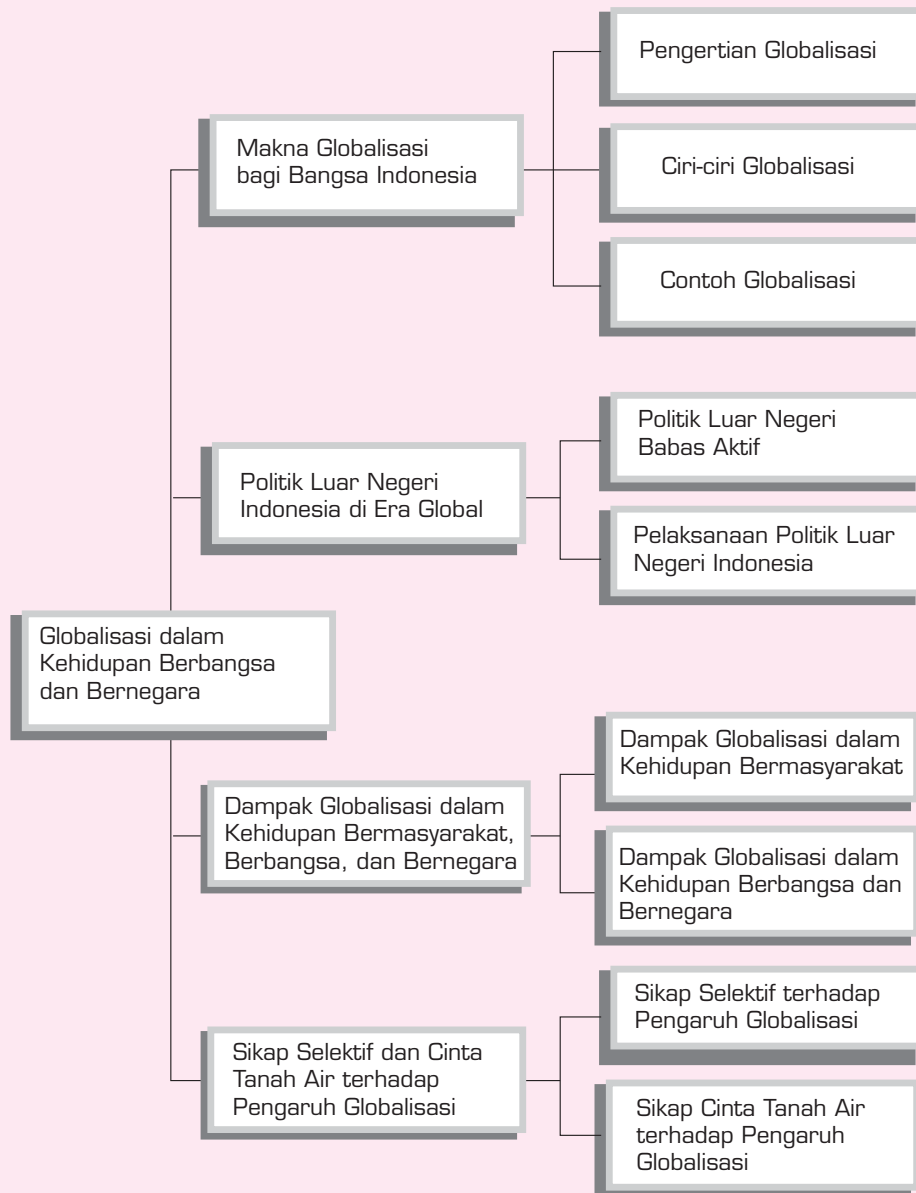 Pengertian Globalisasi
Makna Globalisasi
bagi Bangsa Indonesia
Ciri-ciri Globalisasi
Contoh Globalisasi
Politik Luar Negeri
Babas Aktif
Politik Luar Negeri
Indonesia di Era Global
Pelaksanaan Politik Luar
Negeri Indonesia
Globalisasi dalam
Kehidupan Berbangsa
dan Bernegara
Dampak Globalisasi dalam
Kehidupan Bermasyarakat
Dampak Globalisasi dalam
Kehidupan Bermasyarakat,
Berbangsa, dan Bernegara
Dampak Globalisasi dalam
Kehidupan Berbangsa dan
Bernegara
Sikap Selektif terhadap
Pengaruh Globalisasi
Sikap Selektif dan Cinta
Tanah Air terhadap
Pengaruh Globalisasi
Sikap Cinta Tanah Air
terhadap Pengaruh
Globalisasi